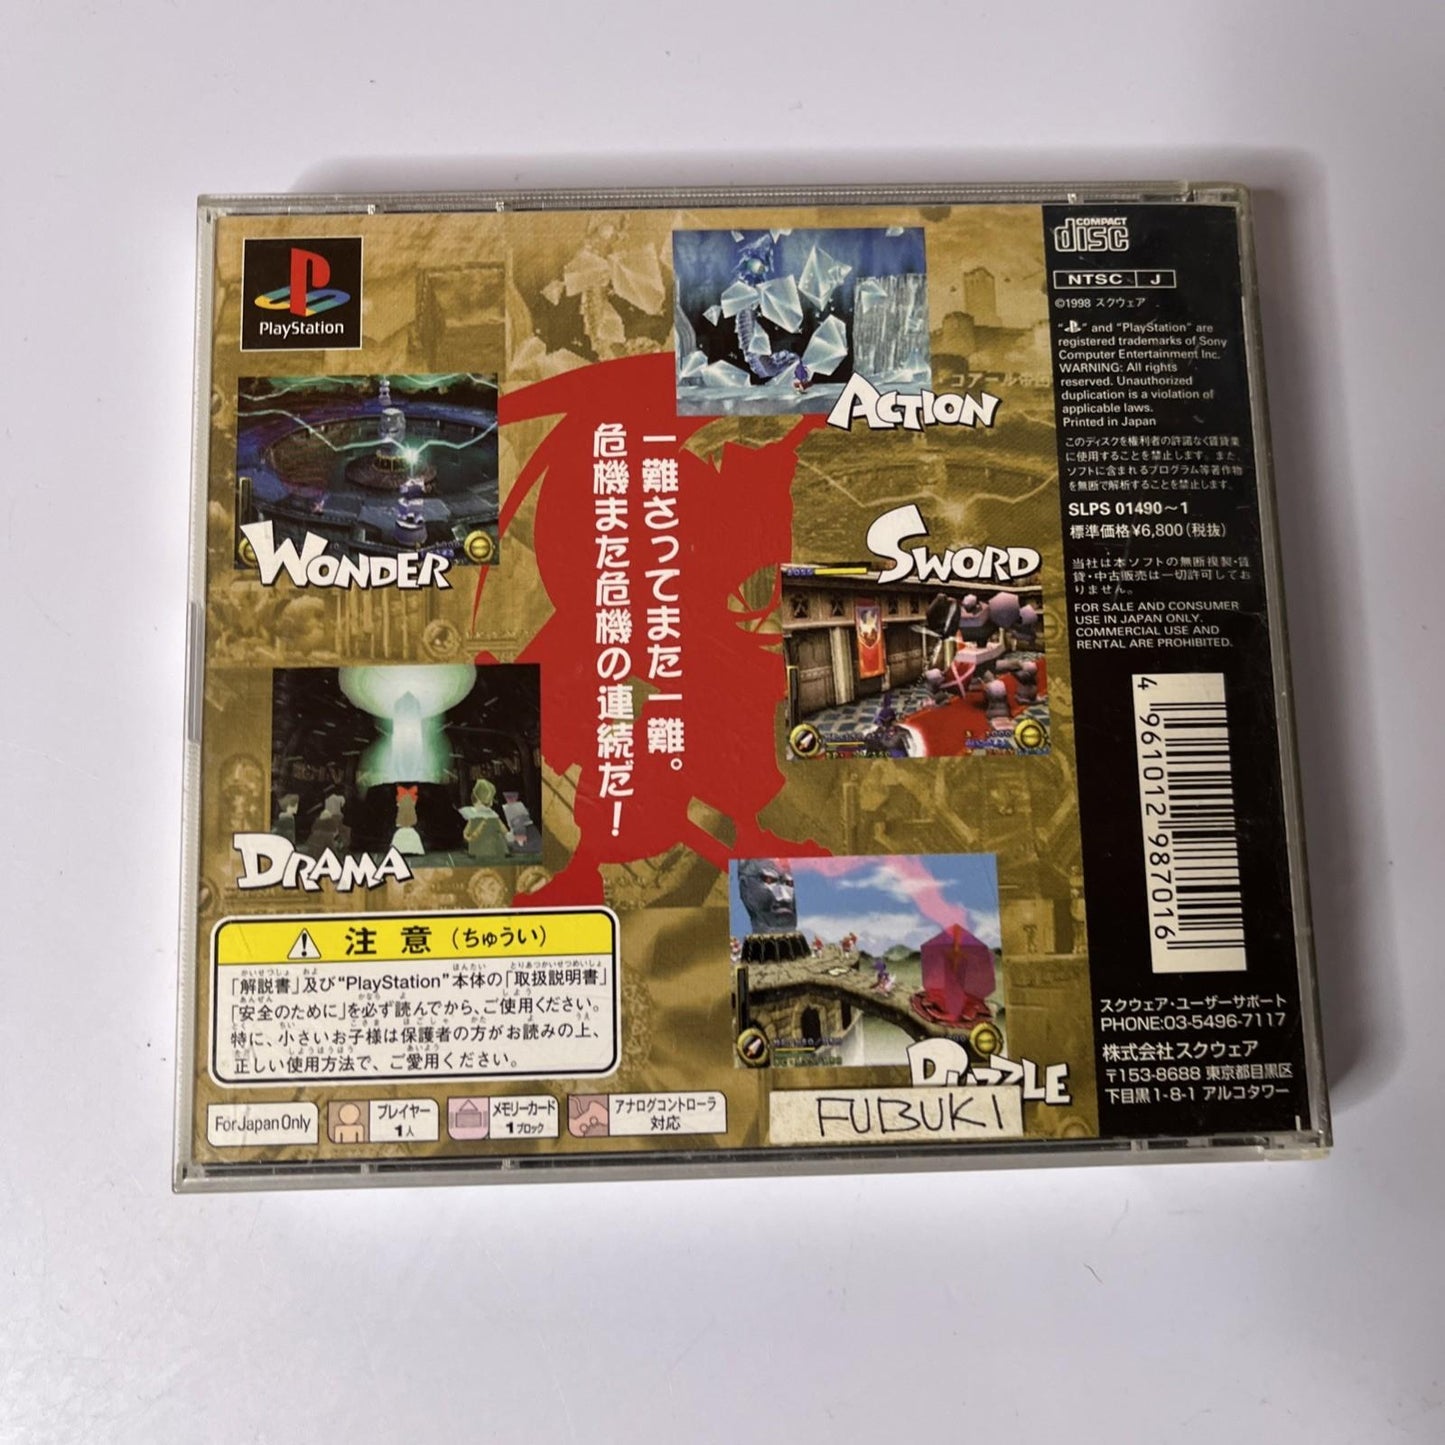 PlayStation
WONDER
DRAMA
ACTION
SWORD
PUZZLE
一難さってまた一難。
危機また危機の連続だ!
注意(ちゅうい)
「解説書」及び“PlayStation”本体の「取扱説明書」
「安全のために」を必ず読んでから、ご使用ください。
特に、小さいお子様は保護者の方がお読みの上、
正しい使用方法で、ご愛用ください。
For Japan Only
プレイヤー
1人
メモリーカード
1ブロック
アナログコントローラ
対応
FUBUKI
COMPACT
disc
NTSC J
©1998 スクウェア
“ ” and “PlayStation” are
registered trademarks of Sony
Computer Entertainment Inc.
WARNING: All rights
reserved. Unauthorized
duplication is a violation of
applicable laws.
Printed in Japan
このディスクを権利者の許諾なく賃貸業
に使用することを禁止します。また、
ソフトに含まれるプログラム等著作物
を無断で解析することを禁止します。
SLPS 01490~1
標準価格¥6,800(税抜)
当社は本ソフトの無断複製・賃
貸・中古販売は一切許可してお
りません。
FOR SALE AND CONSUMER
USE IN JAPAN ONLY.
COMMERCIAL USE AND
RENTAL ARE PROHIBITED.
4 961012 987016
スクウェア・ユーザーサポート
PHONE:03-5496-7117
株式会社スクウェア
〒153-8688 東京都目黒区
下目黒1-8-1 アルコタワー